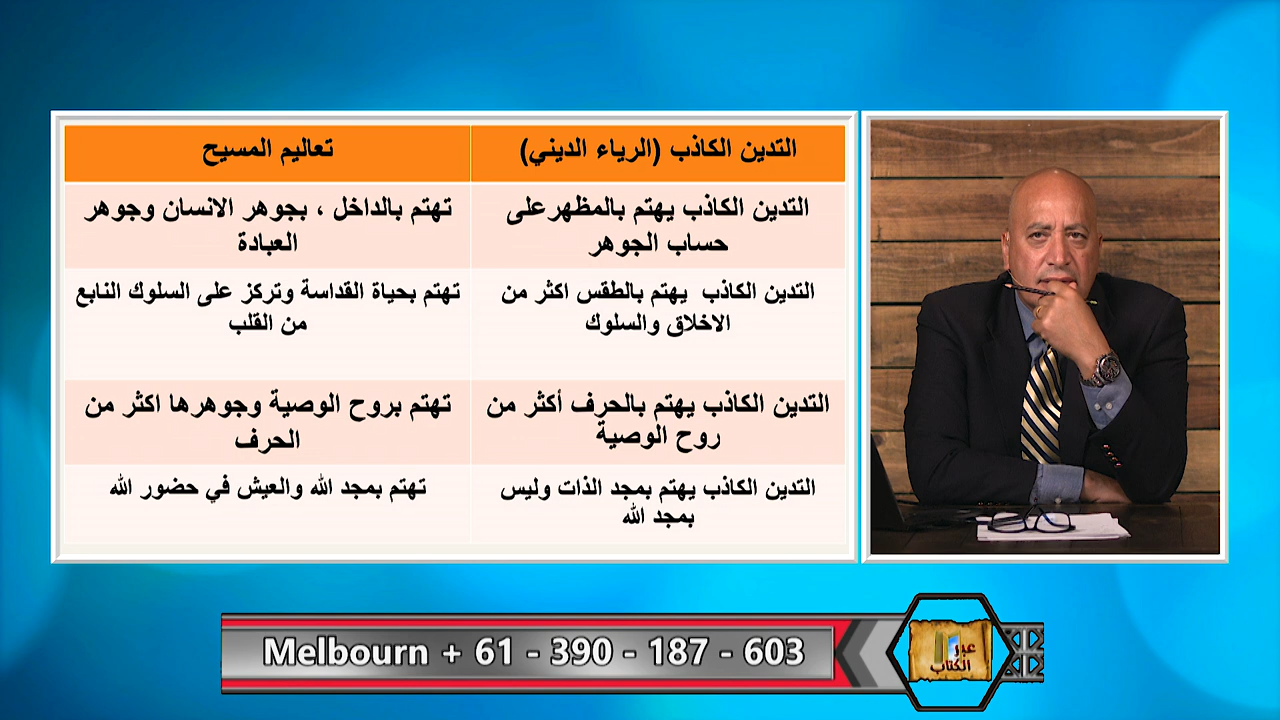 التدين الكاذب (الرياء الديني)
تعاليم المسيح
التدين الكاذب يهتم بالمظهرعلى
حساب الجوهر
تهتم بالداخل ، بجوهر الانسان وجوهر
العبادة
التدين الكاذب يهتم بالطقس اكثر من
الاخلاق والسلوك
تهتم بحياة القداسة وتركز على السلوك النابع
من القلب
التدين الكاذب يهتم بالحرف أكثر من
روح الوصية
تهتم بروح الوصية وجوهرها اكثر من
الحرف
التدين الكاذب يهتم بمجد الذات وليس
بمجد الله
تهتم بمجد الله والعيش في حضور الله
Melbourn + 61 - 390 - 187 - 603
عبر
الكتاب